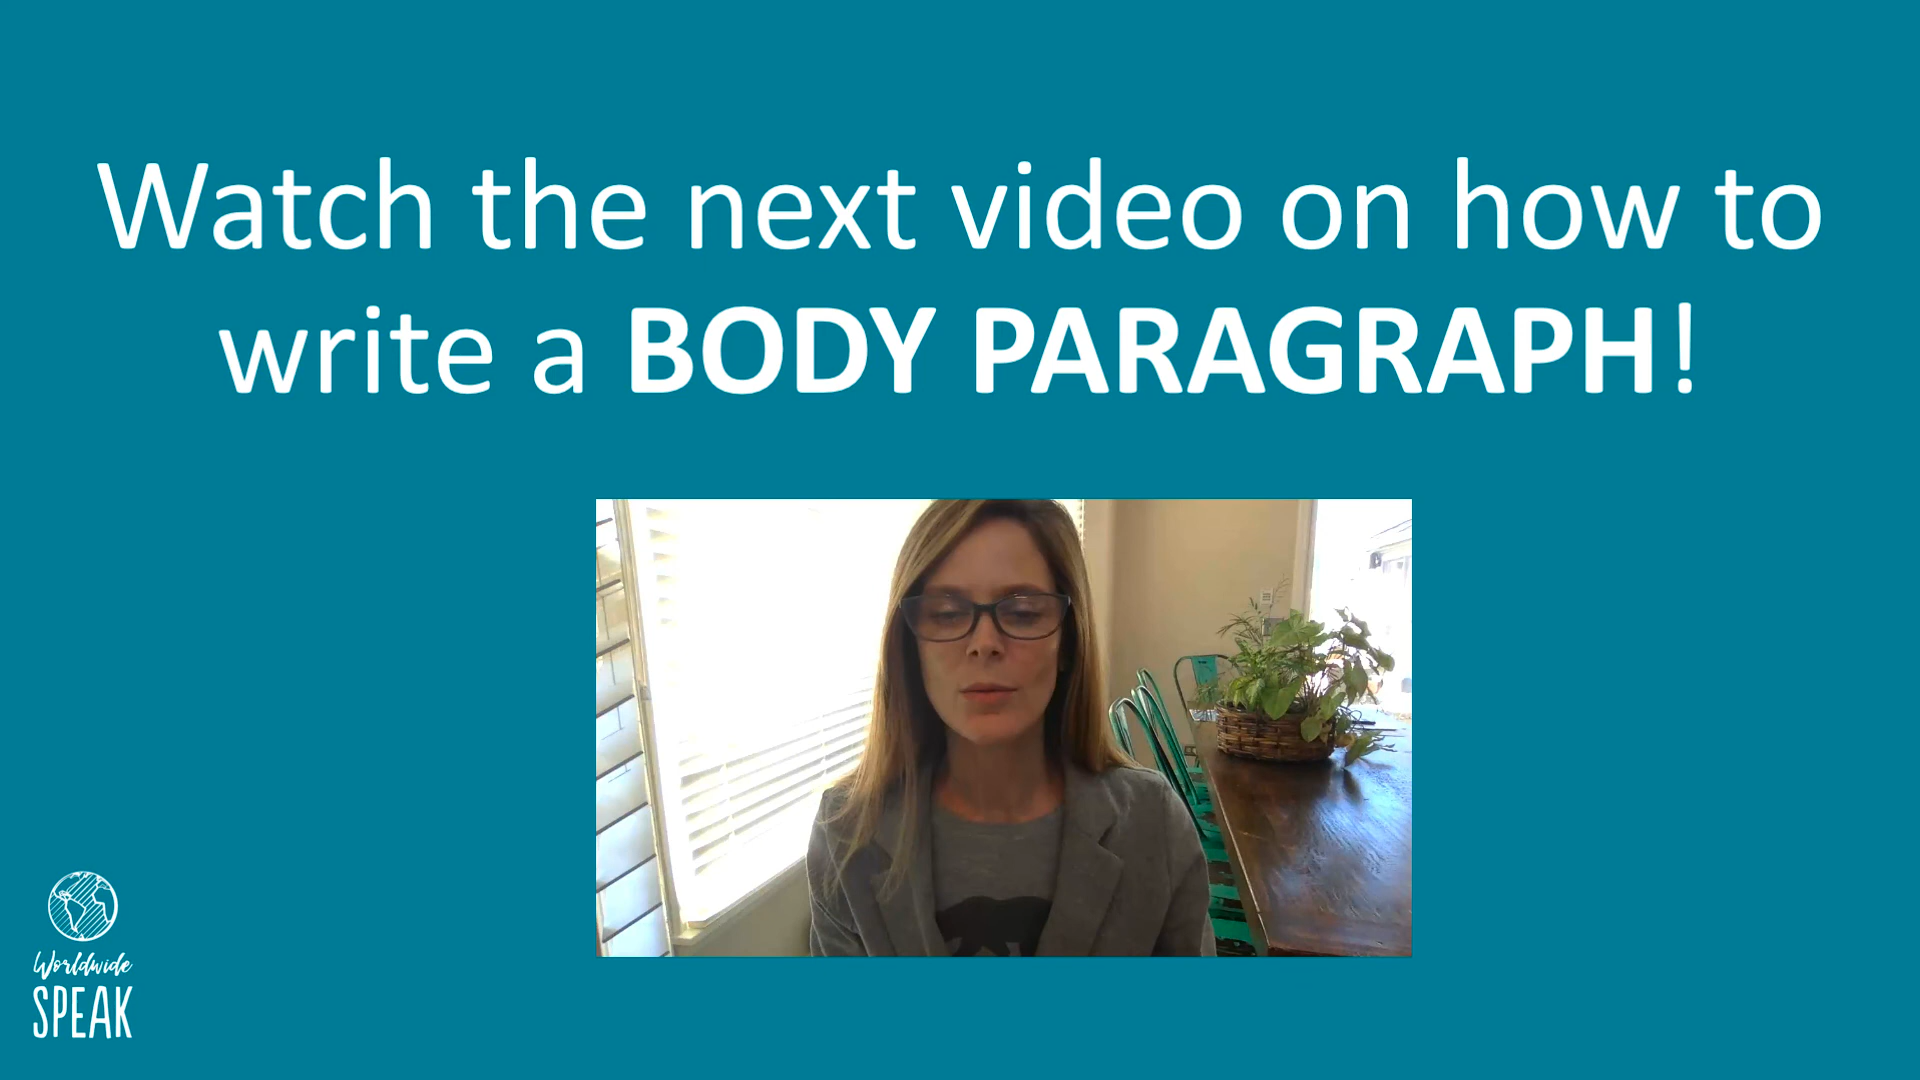 Watch the next video on how to
write a BODY PARAGRAPH!
Worldwide
SPEAK